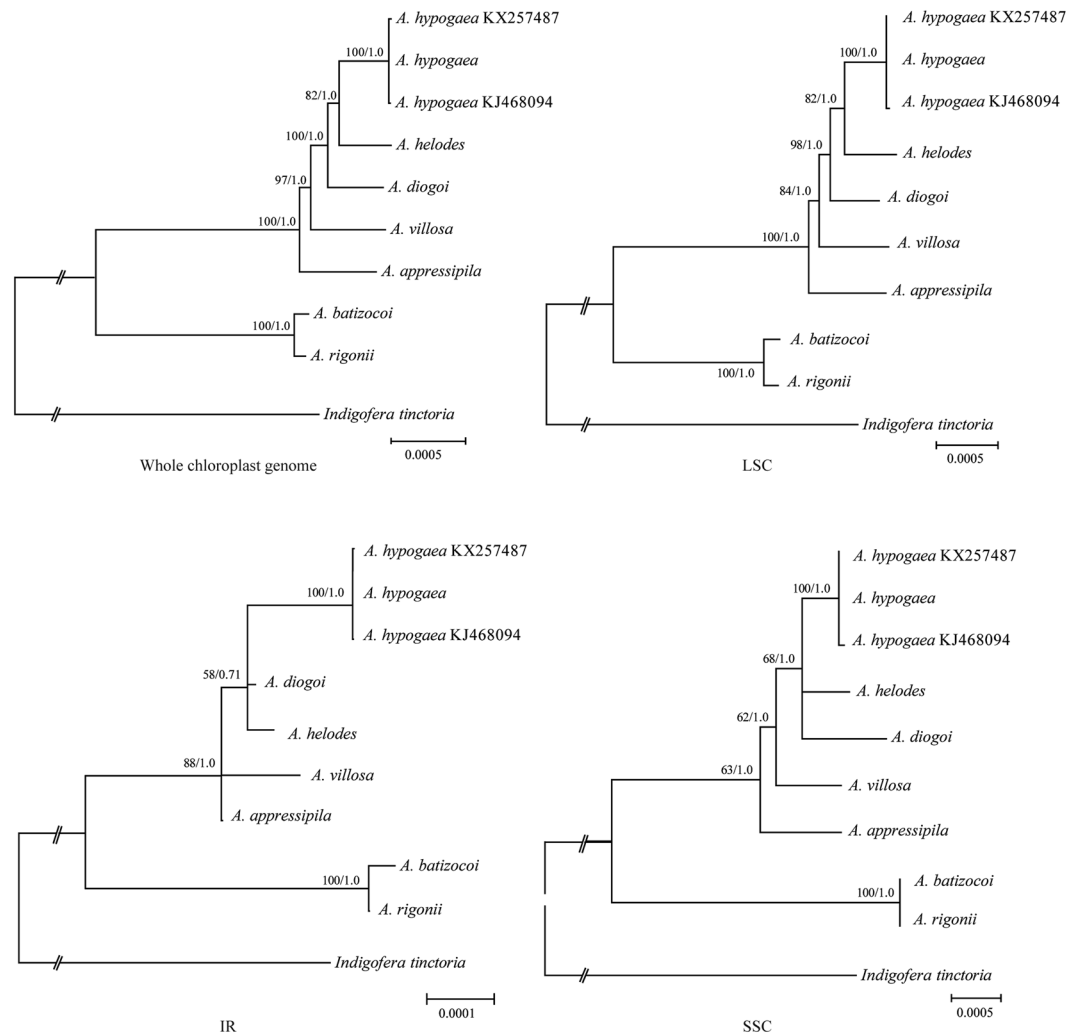 A. hypogaea KX257487
100/1.0
A. hypogaea
82/1.0
A. hypogaea KJ468094
100/1.0
A. helodes
97/1.0
A. diogoi
100/1.0
A. villosa
A. appressipila
A. batizocoi
100/1.0
A. rigonii
Indigofera tinctoria
0.0005
Whole chloroplast genome
A. hypogaea KX257487
100/1.0
A. hypogaea
82/1.0
A. hypogaea KJ468094
98/1.0
A. helodes
84/1.0
A. diogoi
100/1.0
A. villosa
A. appressipila
A. batizocoi
100/1.0
A. rigonii
Indigofera tinctoria
0.0005
LSC
A. hypogaea KX257487
100/1.0
A. hypogaea
A. hypogaea KJ468094
58/0.71
A. diogoi
A. helodes
88/1.0
A. villosa
A. appressipila
A. batizocoi
100/1.0
A. rigonii
Indigofera tinctoria
0.0001
IR
A. hypogaea KX257487
100/1.0
A. hypogaea
A. hypogaea KJ468094
68/1.0
A. helodes
62/1.0
A. diogoi
63/1.0
A. villosa
A. appressipila
A. batizocoi
100/1.0
A. rigonii
Indigofera tinctoria
0.0005
SSC